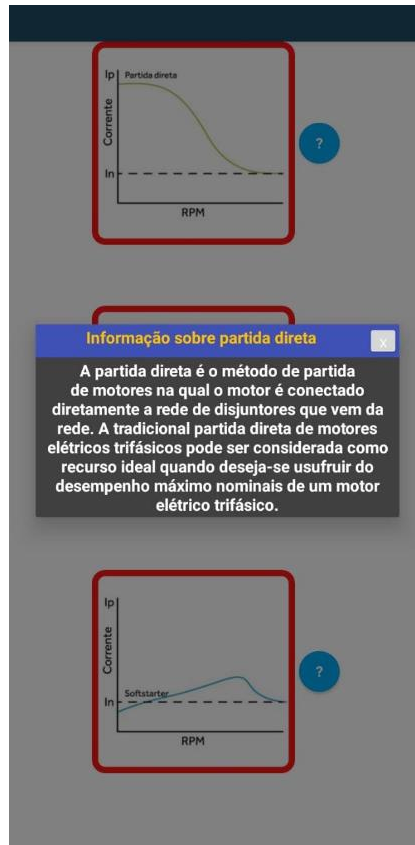 Ip
Partida direta
Corrente
In
RPM
?
Informação sobre partida direta
x
A partida direta é o método de partida
de motores na qual o motor é conectado
diretamente a rede de disjuntores que vem da
rede. A tradicional partida direta de motores
elétricos trifásicos pode ser considerada como
recurso ideal quando deseja-se usufruir do
desempenho máximo nominais de um motor
elétrico trifásico.
Ip
Corrente
Softstarter
In
RPM
?